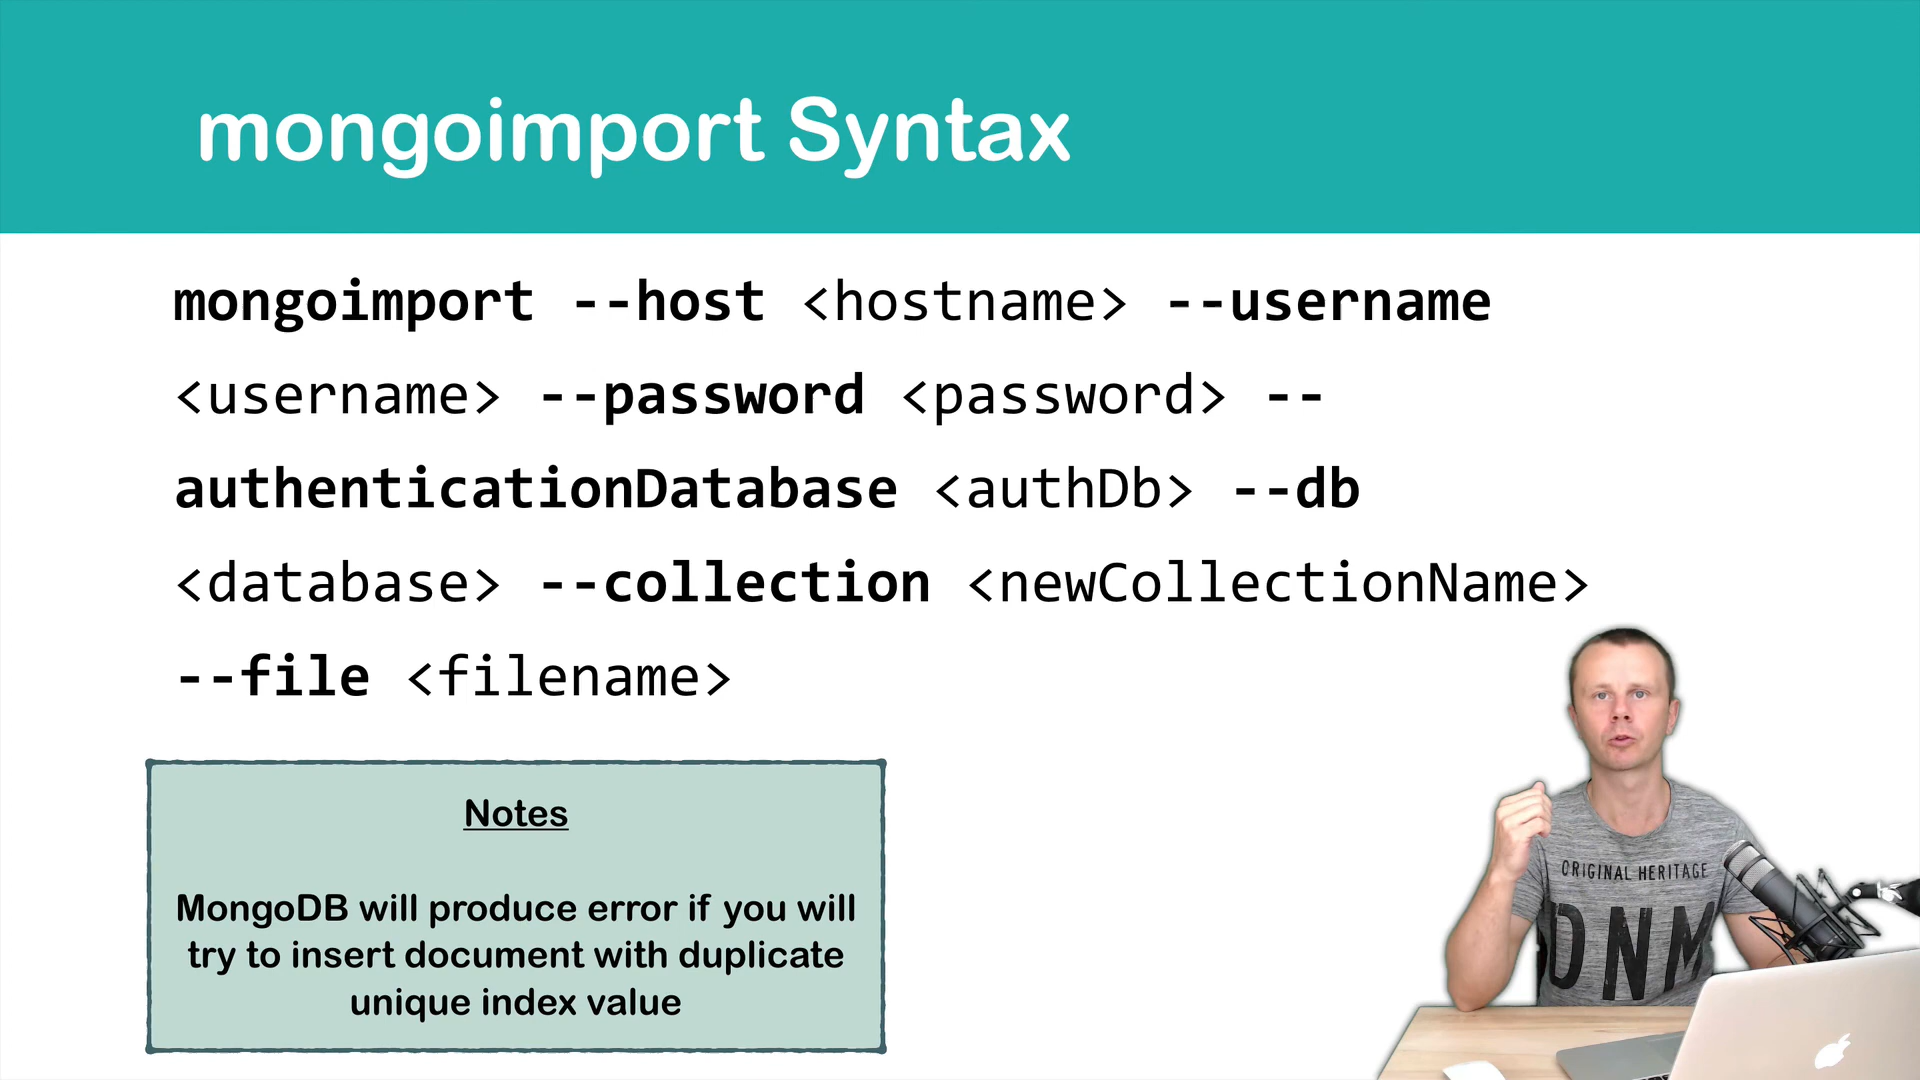 mongoimport Syntax
mongoimport --host <hostname> --username
<username> --password <password> --
authenticationDatabase <authDb> --db
<database> --collection <newCollectionName>
--file <filename>
Notes
MongoDB will produce error if you will
try to insert document with duplicate
unique index value
ORIGINAL HERITAGE
DNM